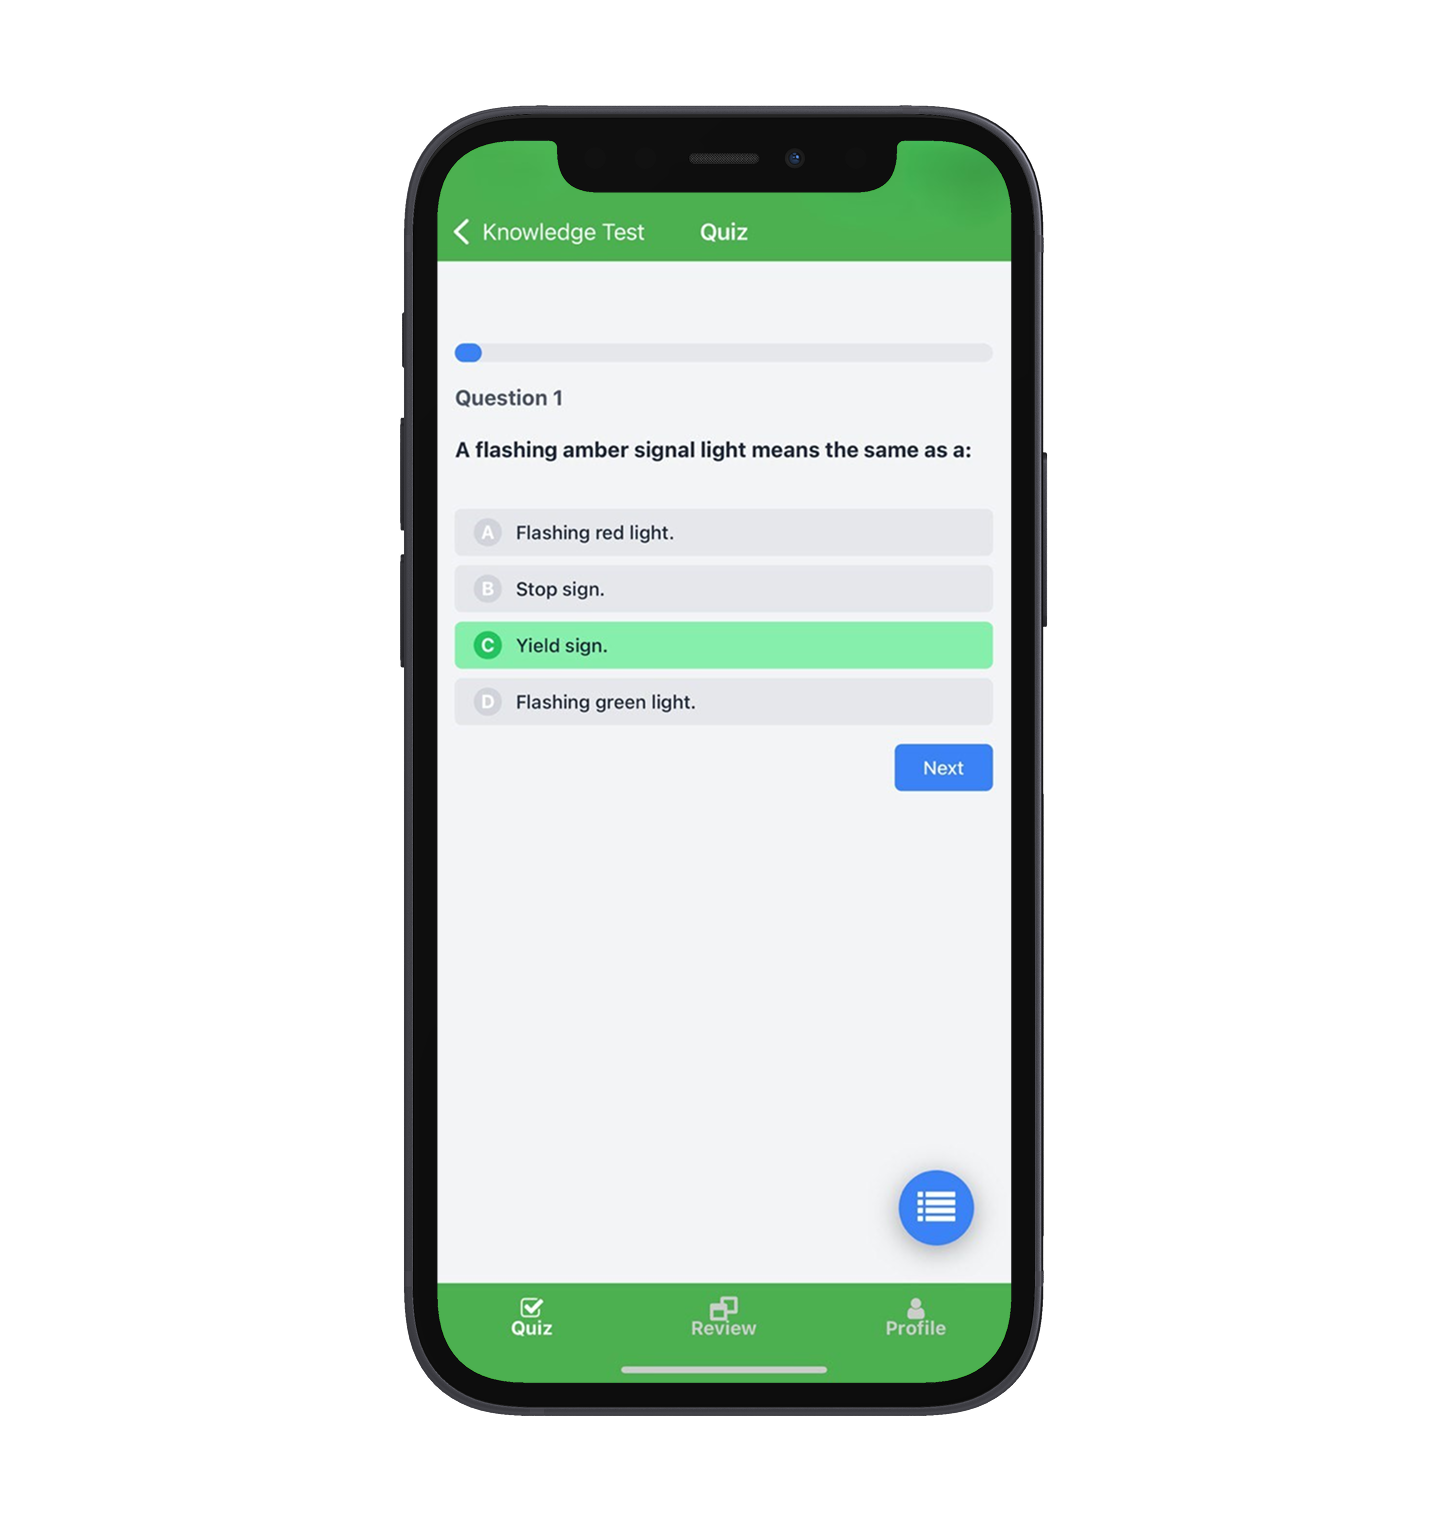 Knowledge Test Quiz
Question 1
A flashing amber signal light means the same as a:
A Flashing red light.
B Stop sign.
C Yield sign.
D Flashing green light.
Next
Quiz Review Profile